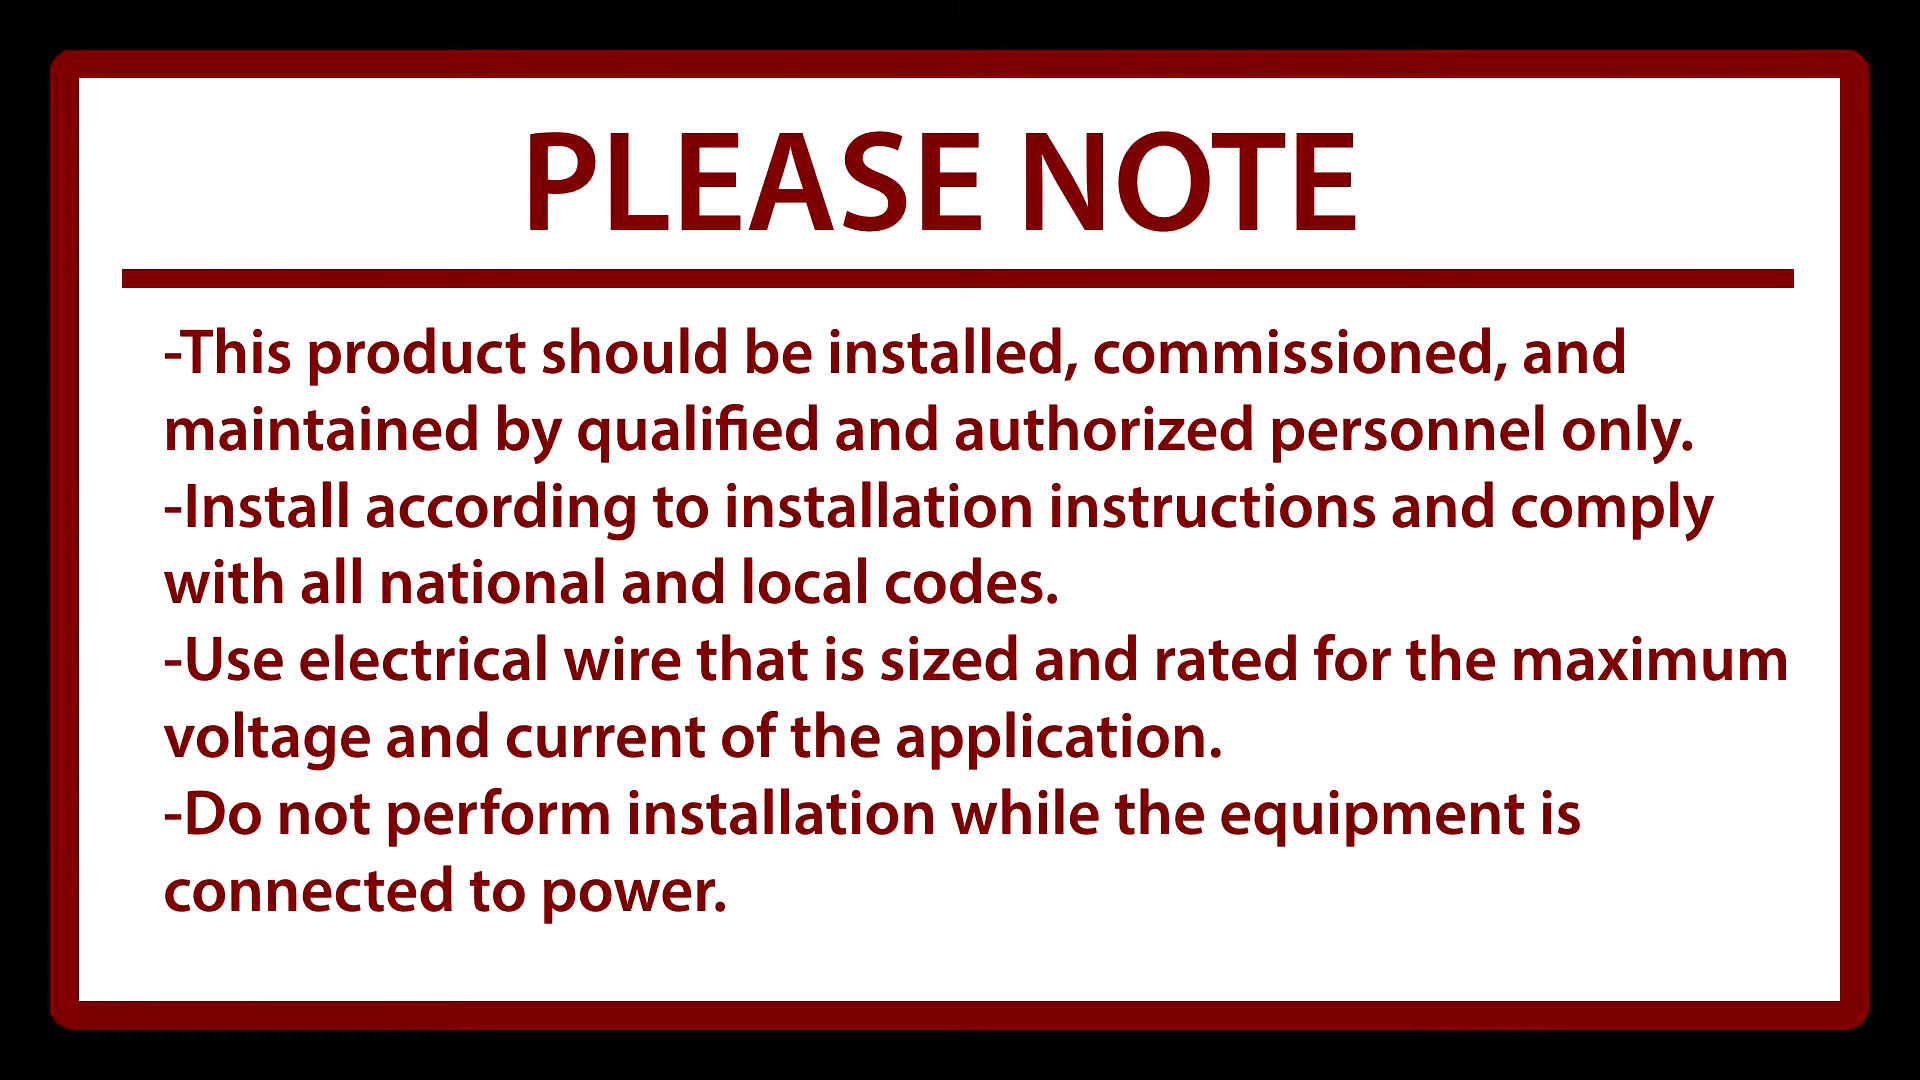 PLEASE NOTE
-This product should be installed, commissioned, and
maintained by qualified and authorized personnel only.
-Install according to installation instructions and comply
with all national and local codes.
-Use electrical wire that is sized and rated for the maximum
voltage and current of the application.
-Do not perform installation while the equipment is
connected to power.